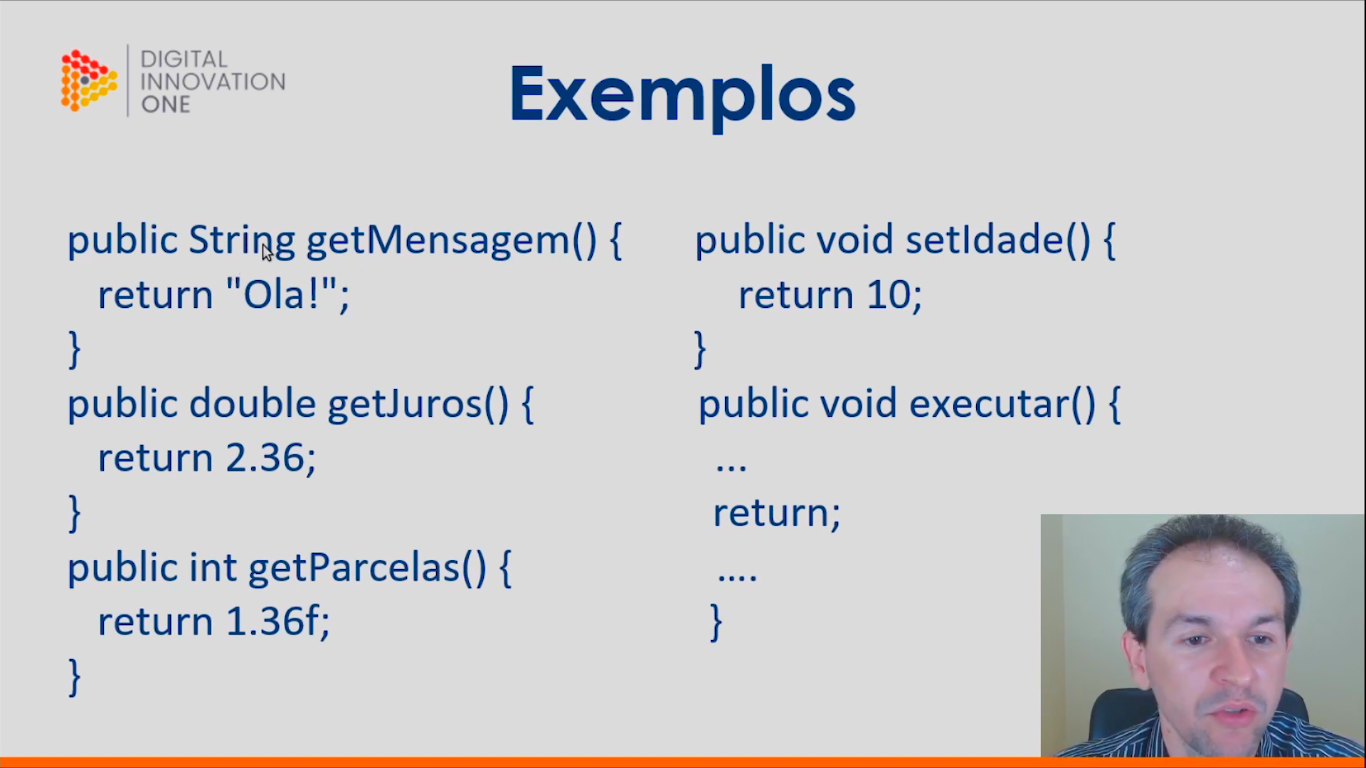 DIGITAL
INNOVATION
ONE
Exemplos
public String getMensagem() {
return "Ola!";
}
public double getJuros() {
return 2.36;
}
public int getParcelas() {
return 1.36f;
}
public void setIdade() {
return 10;
}
public void executar() {
...
return;
....
}